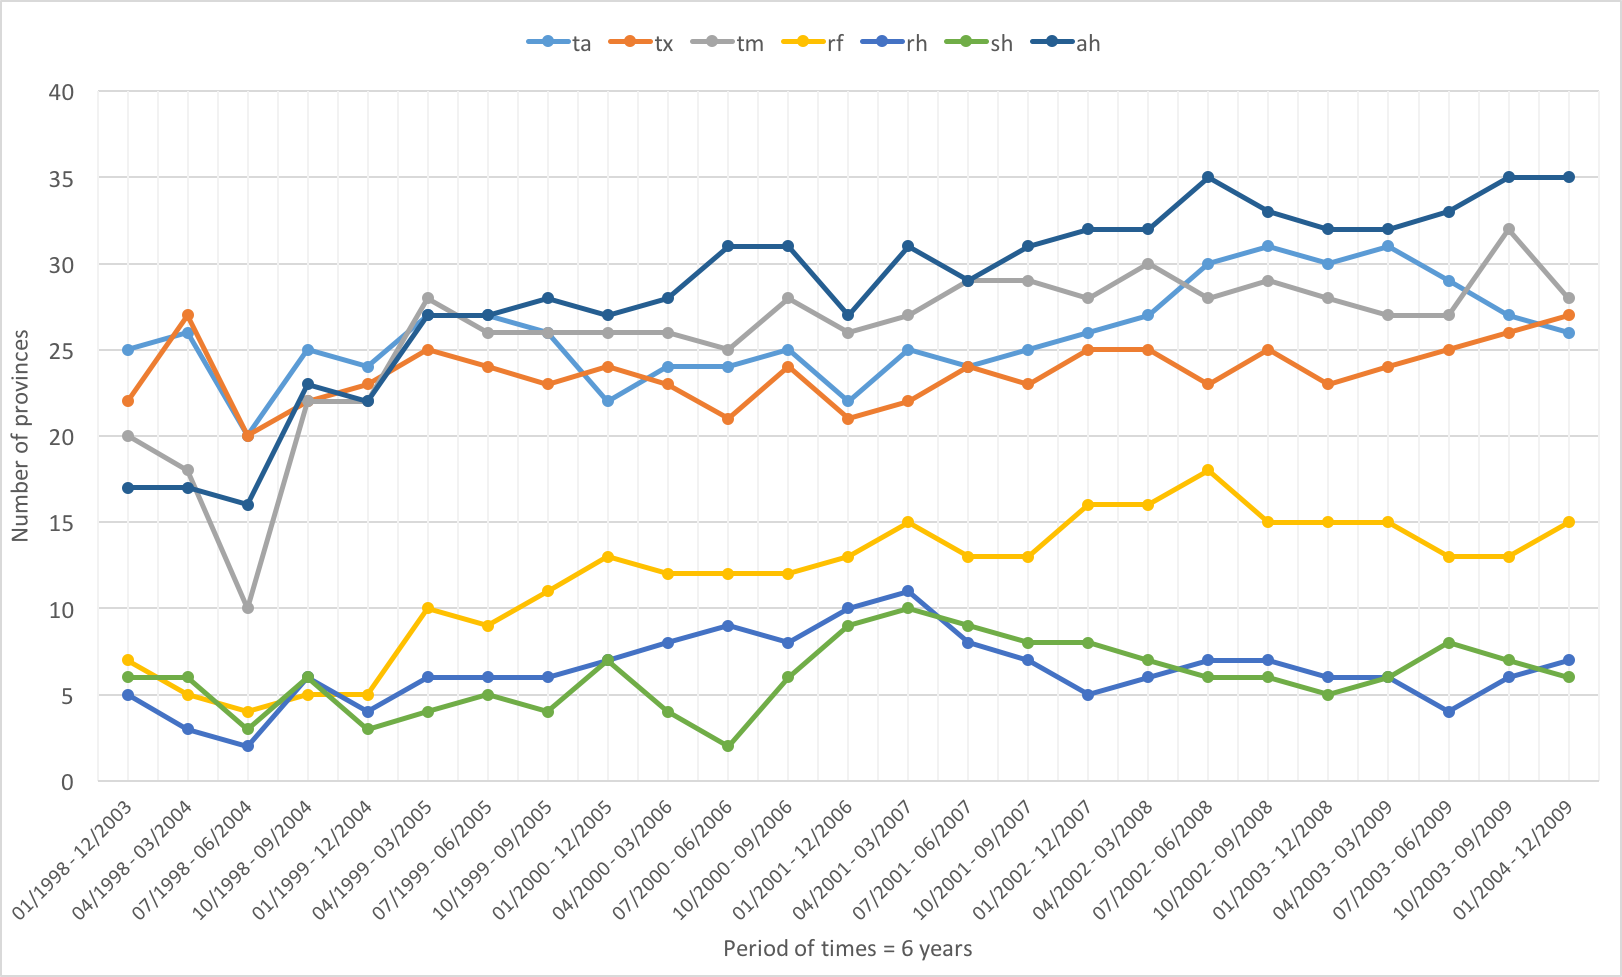 ta tx tm rf rh sh ah
40
35
30
25
20
15
10
5
0
Number of provinces
01/1998 - 12/2003
04/1998 - 03/2004
07/1998 - 06/2004
10/1998 - 09/2004
01/1999 - 12/2004
04/1999 - 03/2005
07/1999 - 06/2005
10/1999 - 09/2005
01/2000 - 12/2005
04/2000 - 03/2006
07/2000 - 06/2006
10/2000 - 09/2006
01/2001 - 12/2006
04/2001 - 03/2007
07/2001 - 06/2007
10/2001 - 09/2007
01/2002 - 12/2007
04/2002 - 03/2008
07/2002 - 06/2008
10/2002 - 09/2008
01/2003 - 12/2008
04/2003 - 03/2009
07/2003 - 06/2009
10/2003 - 09/2009
01/2004 - 12/2009
Period of times = 6 years